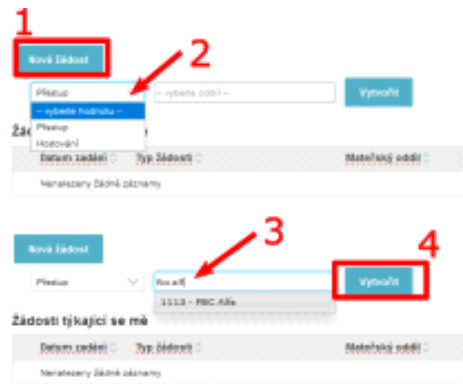 1
2
Nová žádost
Přestup
-- vyberte oddíl --
Vytvořit
-- vyberte hodnotu --
Přestup
Hostování
Žá
ě
Datum zadání
Typ žádosti
Mateřský oddíl
Nenalezeny žádné záznamy
3
4
Nová žádost
Přestup
Vytvořit
1113 - PBC Alfa
Žádosti týkající se mě
Datum zadání
Typ žádosti
Mateřský oddíl
Nenalezeny žádné záznamy